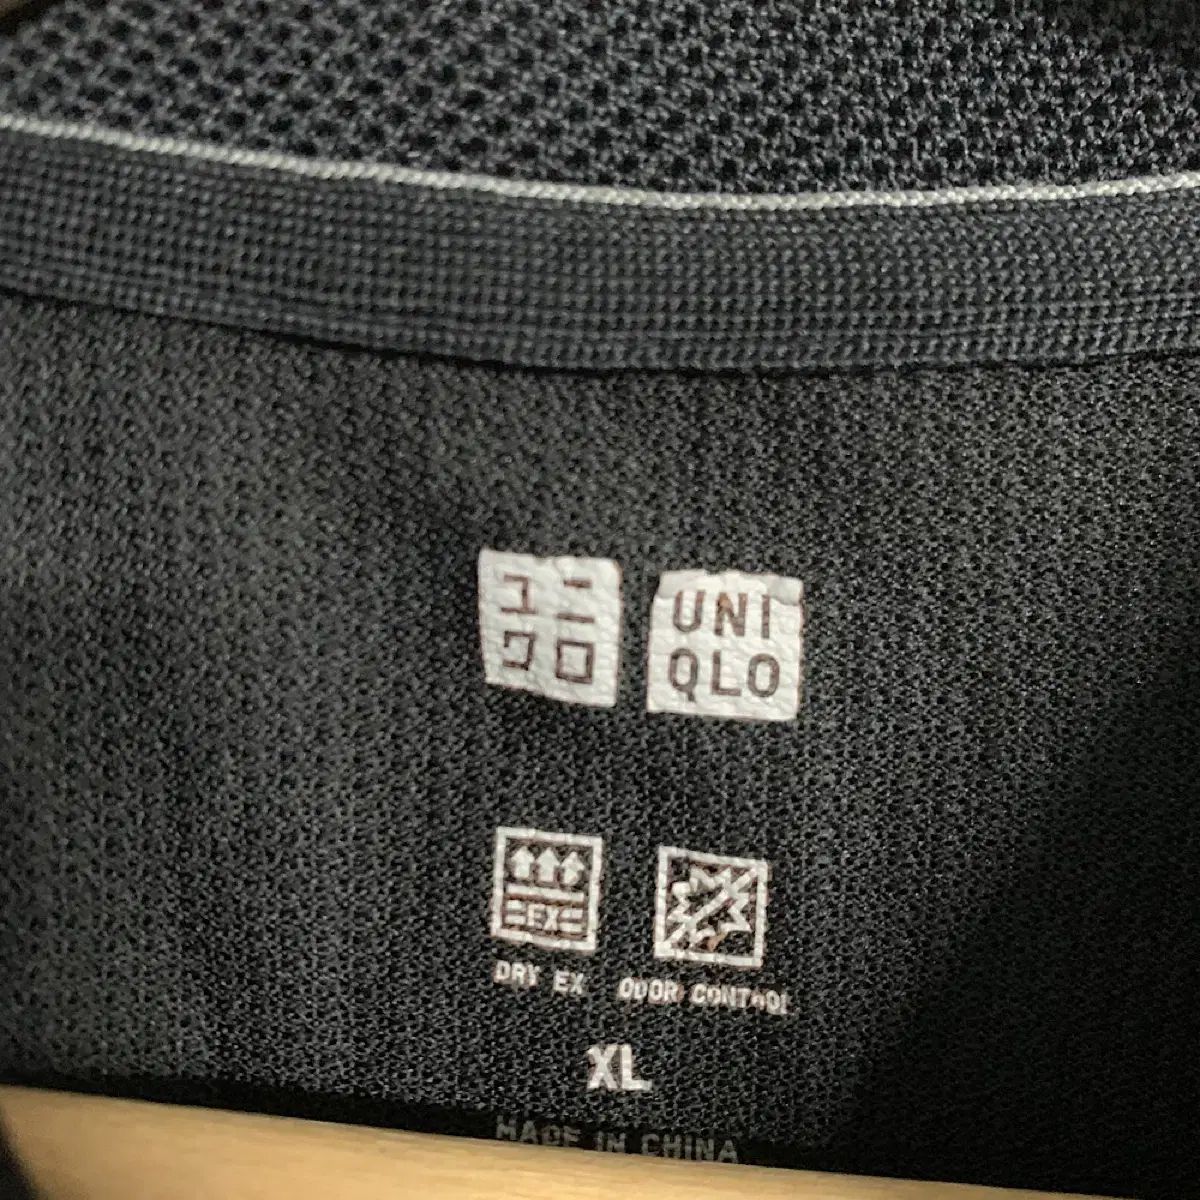 ユニ
クロ
UNI
QLO
EX
DRY EX
ODOR CONTROL
XL
MADE IN CHINA